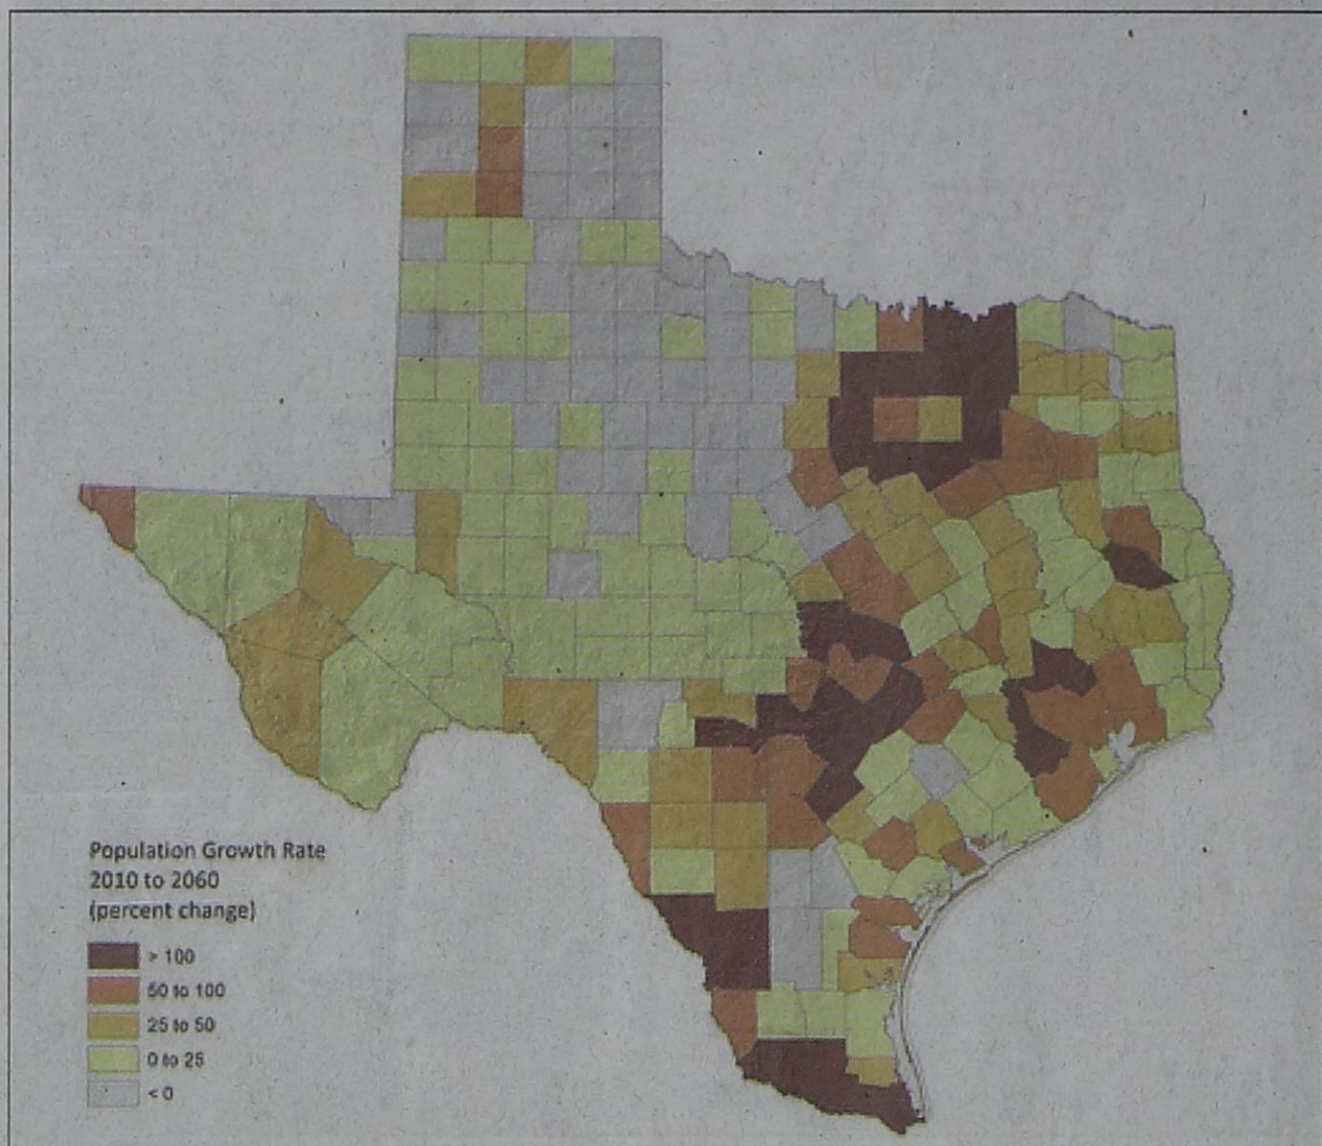 Population Growth Rate
2010 to 2060
(percent change)
> 100
50 to 100
25 to 50
0 to 25
< 0